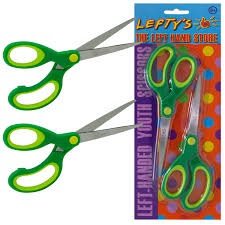 LEFTY'S
THE LEFT HAND STORE
LEFT-HANDED YOUTH SCISSORS